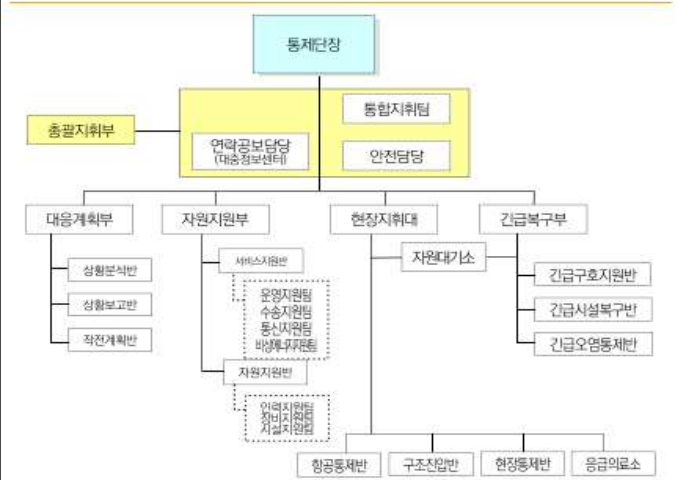 통제단장
통합지휘팀
총괄지휘부
연락공보담당
(대중정보센터)
안전담당
대응계획부
자원지원부
현장지휘대
긴급복구부
상황분석반
상황보고반
작전계획반
서비스지원반
운영지원팀
수송지원팀
통신지원팀
비상에너지지원팀
자원지원반
인력지원팀
장비지원팀
시설지원팀
자원대기소
긴급구호지원반
긴급시설복구반
긴급오염통제반
항공통제반
구조진압반
현장통제반
응급의료소